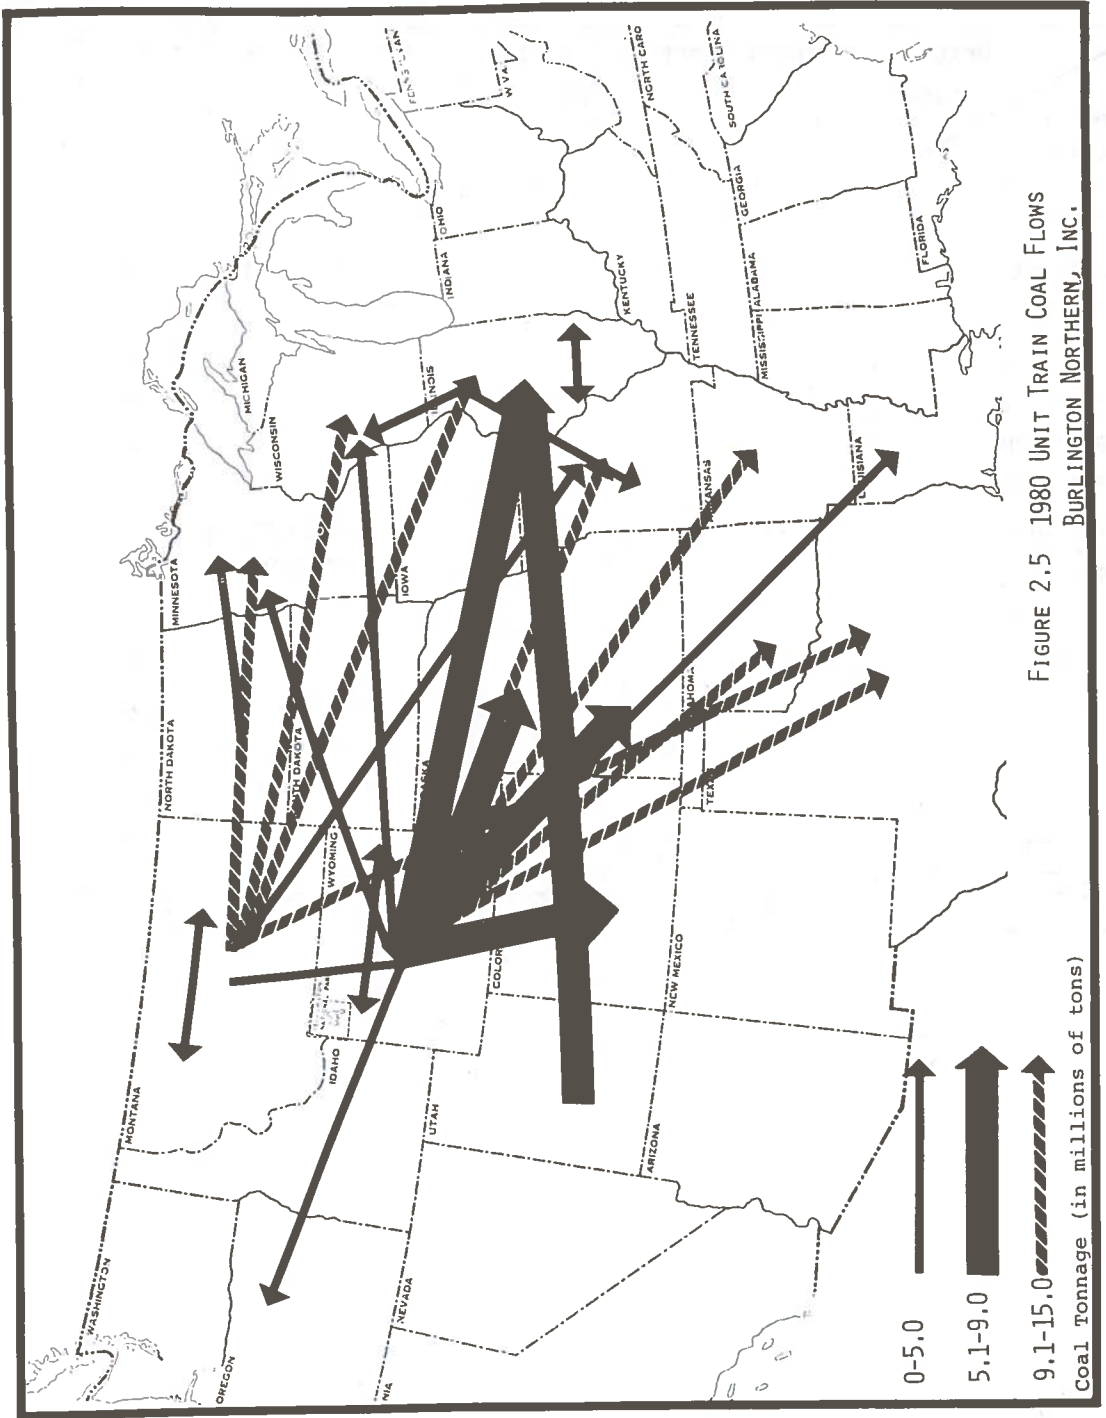 WASHINGTON
MONTANA
NORTH DAKOTA
MINNESOTA
MICHIGAN
WISCONSIN
OREGON
IDAHO
WYOMING
IOWA
ILLINOIS
INDIANA
OHIO
NEVADA
UTAH
COLOR
KENTUCKY
W VA
ARIZONA
NEW MEXICO
TENNESSEE
NORTH CARO
MISSISSIPPI
ALABAMA
GEORGIA
SOUTH CAROLINA
LOUISIANA
FLORIDA
0-5.0
5.1-9.0
9.1-15.0
Coal Tonnage (in millions of tons)
FIGURE 2.5 1980 UNIT TRAIN COAL FLOWS
BURLINGTON NORTHERN, INC.